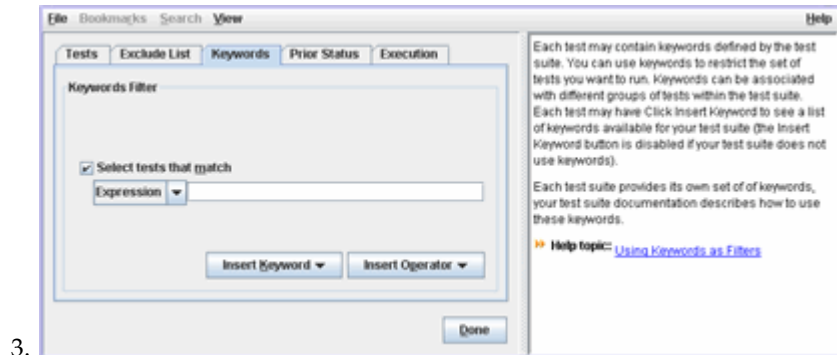 File Bookmarks Search View Help
Tests Exclude List Keywords Prior Status Execution
Keywords Filter
Select tests that match
Expression
Insert Keyword Insert Operator
Done
Each test may contain keywords defined by the test
suite. You can use keywords to restrict the set of
tests you want to run. Keywords can be associated
with different groups of tests within the test suite.
Each test may have Click Insert Keyword to see a list
of keywords available for your test suite (the Insert
Keyword button is disabled if your test suite does not
use keywords).
Each test suite provides its own set of of keywords,
your test suite documentation describes how to use
these keywords.
Help topic: Using Keywords as Filters
3.